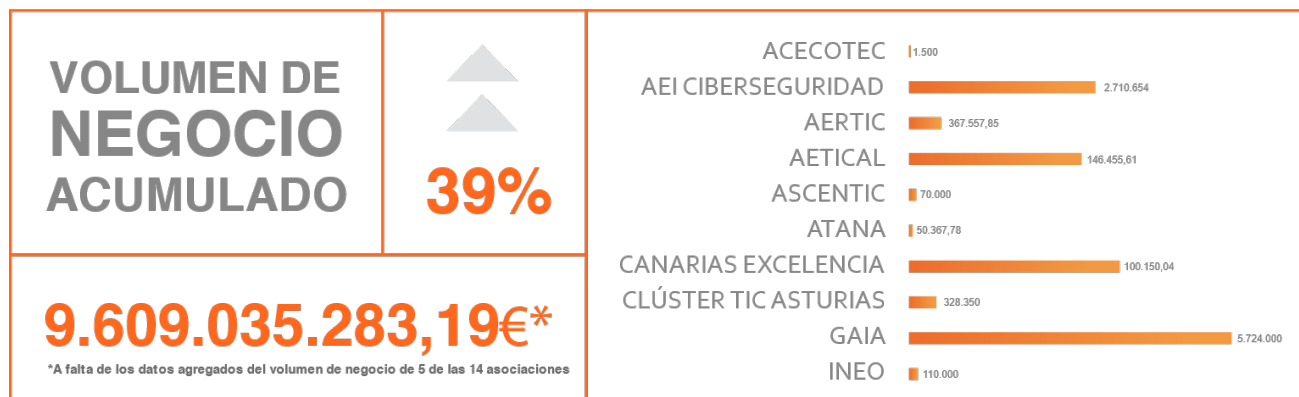 VOLUMEN DE
NEGOCIO
ACUMULADO
39%
9.609.035.283,19€*
*A falta de los datos agregados del volumen de negocio de 5 de las 14 asociaciones
ACECOTEC 1.500
AEI CIBERSEGURIDAD 2.710.654
AERTIC 367.557,85
AETICAL 146.455,61
ASCENTIC 70.000
ATANA 50.367,78
CANARIAS EXCELENCIA 100.150,04
CLÚSTER TIC ASTURIAS 328.350
GAIA 5.724.000
INEO 110.000